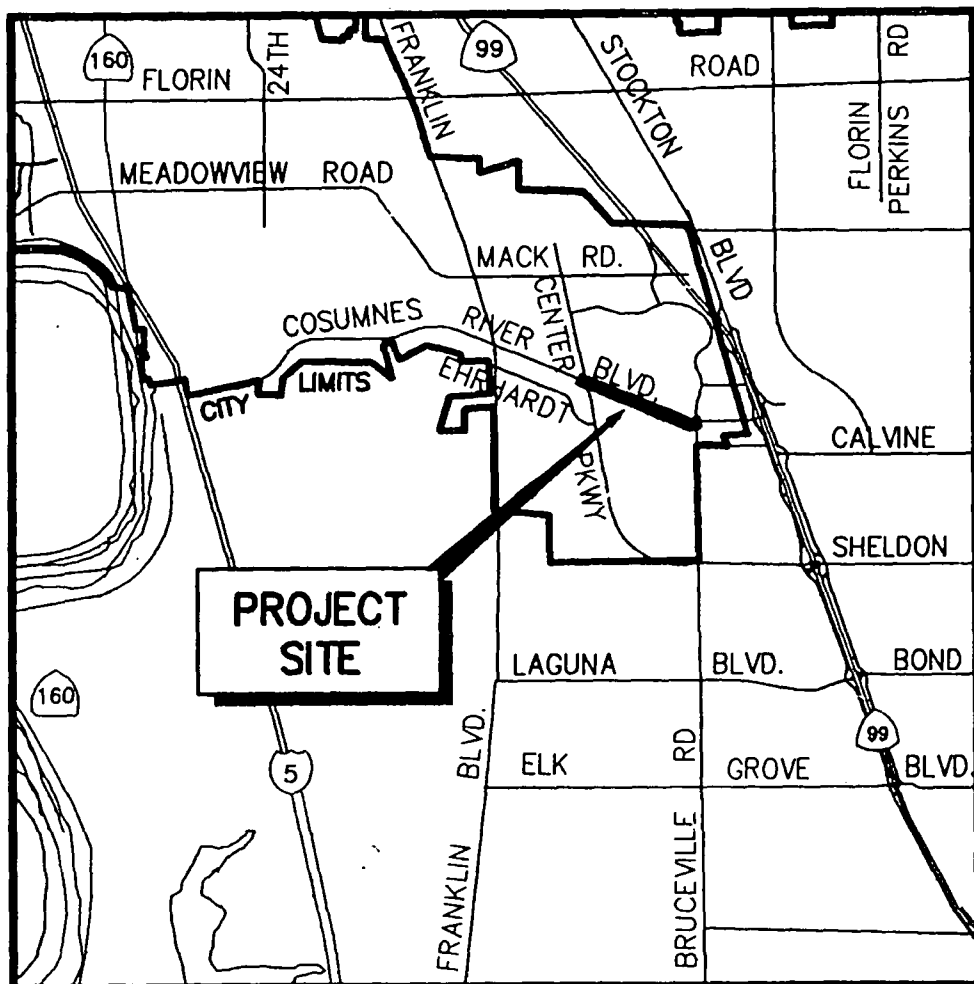 160
FLORIN
24TH
FRANKLIN
99
STOCKTON
BLVD
ROAD
FLORIN
PERKINS
RD
MEADOWVIEW ROAD
MACK RD.
CENTER
PKWY
COSUMNES RIVER BLVD.
EHRHARDT
CITY LIMITS
CALVINE
SHELDON
PROJECT
SITE
LAGUNA BLVD. BOND
160
5
99
FRANKLIN BLVD.
ELK GROVE BLVD.
BRUCEVILLE RD